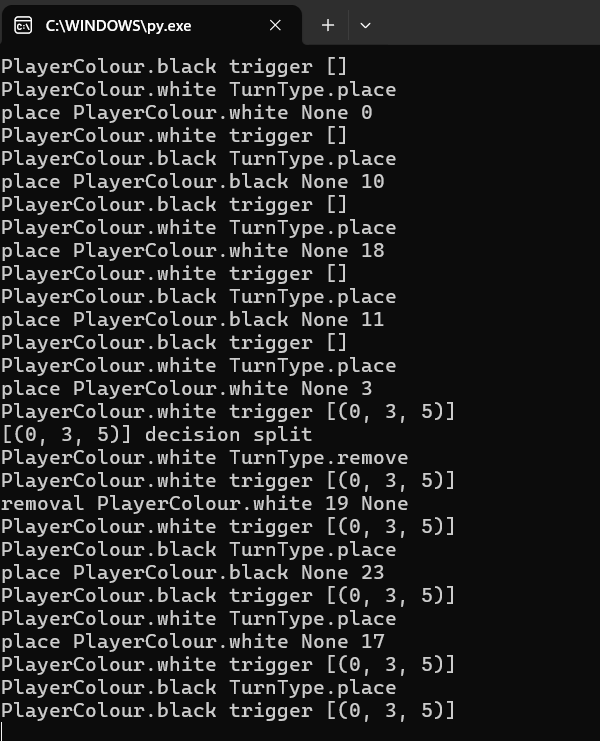 C:\WINDOWS\py.exe
PlayerColour.black trigger []
PlayerColour.white TurnType.place
place PlayerColour.white None 0
PlayerColour.white trigger []
PlayerColour.black TurnType.place
place PlayerColour.black None 10
PlayerColour.black trigger []
PlayerColour.white TurnType.place
place PlayerColour.white None 18
PlayerColour.white trigger []
PlayerColour.black TurnType.place
place PlayerColour.black None 11
PlayerColour.black trigger []
PlayerColour.white TurnType.place
place PlayerColour.white None 3
PlayerColour.white trigger [(0, 3, 5)]
[(0, 3, 5)] decision split
PlayerColour.white TurnType.remove
PlayerColour.white trigger [(0, 3, 5)]
removal PlayerColour.white 19 None
PlayerColour.white trigger [(0, 3, 5)]
PlayerColour.black TurnType.place
place PlayerColour.black None 23
PlayerColour.black trigger [(0, 3, 5)]
PlayerColour.white TurnType.place
place PlayerColour.white None 17
PlayerColour.white trigger [(0, 3, 5)]
PlayerColour.black TurnType.place
PlayerColour.black trigger [(0, 3, 5)]